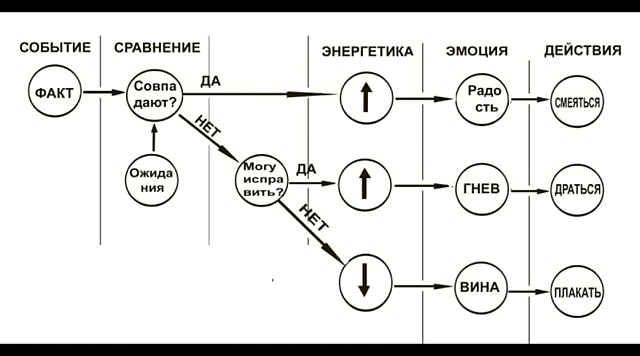 СОБЫТИЕ
СРАВНЕНИЕ
ЭНЕРГЕТИКА
ЭМОЦИЯ
ДЕЙСТВИЯ
ФАКТ
Совпа
дают?
ДА
Радо
сть
СМЕЯТЬСЯ
НЕТ
Ожида
ния
Могу
испра
вить?
ДА
ГНЕВ
ДРАТЬСЯ
НЕТ
ВИНА
ПЛАКАТЬ